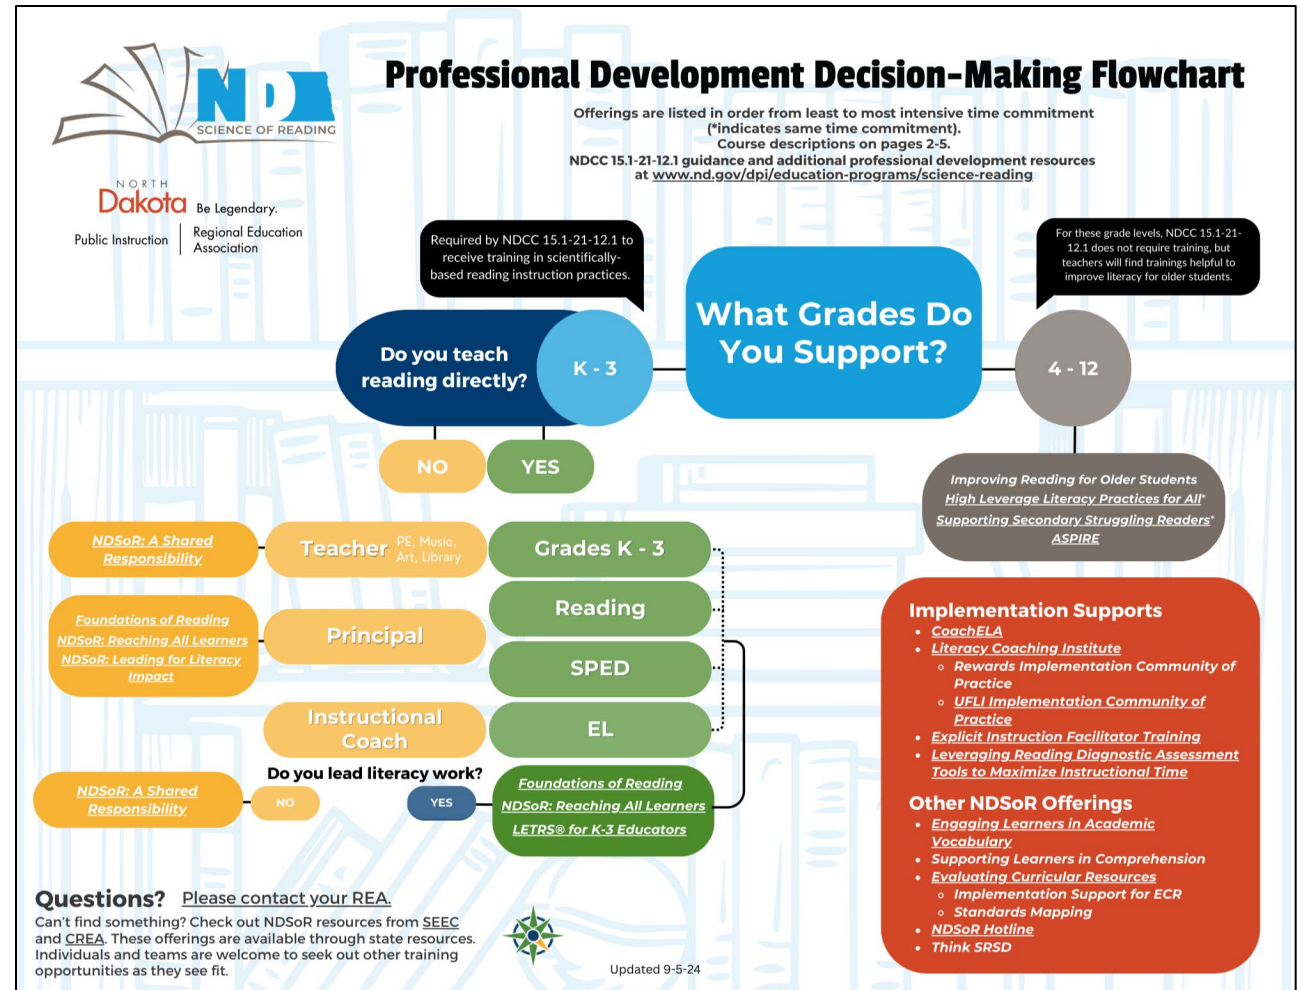 ND
SCIENCE OF READING
NORTH
Dakota Be Legendary.
Public Instruction
Regional Education
Association
Professional Development Decision-Making Flowchart
Offerings are listed in order from least to most intensive time commitment
(*indicates same time commitment).
Course descriptions on pages 2-5.
NDCC 15.1-21-12.1 guidance and additional professional development resources
at www.nd.gov/dpi/education-programs/science-reading
Required by NDCC 15.1-21-12.1 to
receive training in scientifically-
based reading instruction practices.
For these grade levels, NDCC 15.1-21-
12.1 does not require training, but
teachers will find trainings helpful to
improve literacy for older students.
What Grades Do
You Support?
Do you teach
reading directly?
K - 3
4 - 12
NO
YES
Improving Reading for Older Students
High Leverage Literacy Practices for All*
Supporting Secondary Struggling Readers*
ASPIRE
NDSoR: A Shared
Responsibility
Teacher PE, Music,
Art, Library
Grades K - 3
Foundations of Reading
NDSoR: Reaching All Learners
NDSoR: Leading for Literacy
Impact
Principal
Reading
SPED
Instructional
Coach
EL
Do you lead literacy work?
NDSoR: A Shared
Responsibility
NO
YES
Foundations of Reading
NDSoR: Reaching All Learners
LETRS® for K-3 Educators
Implementation Supports
• CoachELA
• Literacy Coaching Institute
◦ Rewards Implementation Community of
Practice
◦ UFLI Implementation Community of
Practice
• Explicit Instruction Facilitator Training
• Leveraging Reading Diagnostic Assessment
Tools to Maximize Instructional Time
Other NDSoR Offerings
• Engaging Learners in Academic
Vocabulary
• Supporting Learners in Comprehension
• Evaluating Curricular Resources
◦ Implementation Support for ECR
◦ Standards Mapping
• NDSoR Hotline
• Think SRSD
Questions? Please contact your REA.
Can't find something? Check out NDSoR resources from SEEC
and CREA. These offerings are available through state resources.
Individuals and teams are welcome to seek out other training
opportunities as they see fit.
Updated 9-5-24